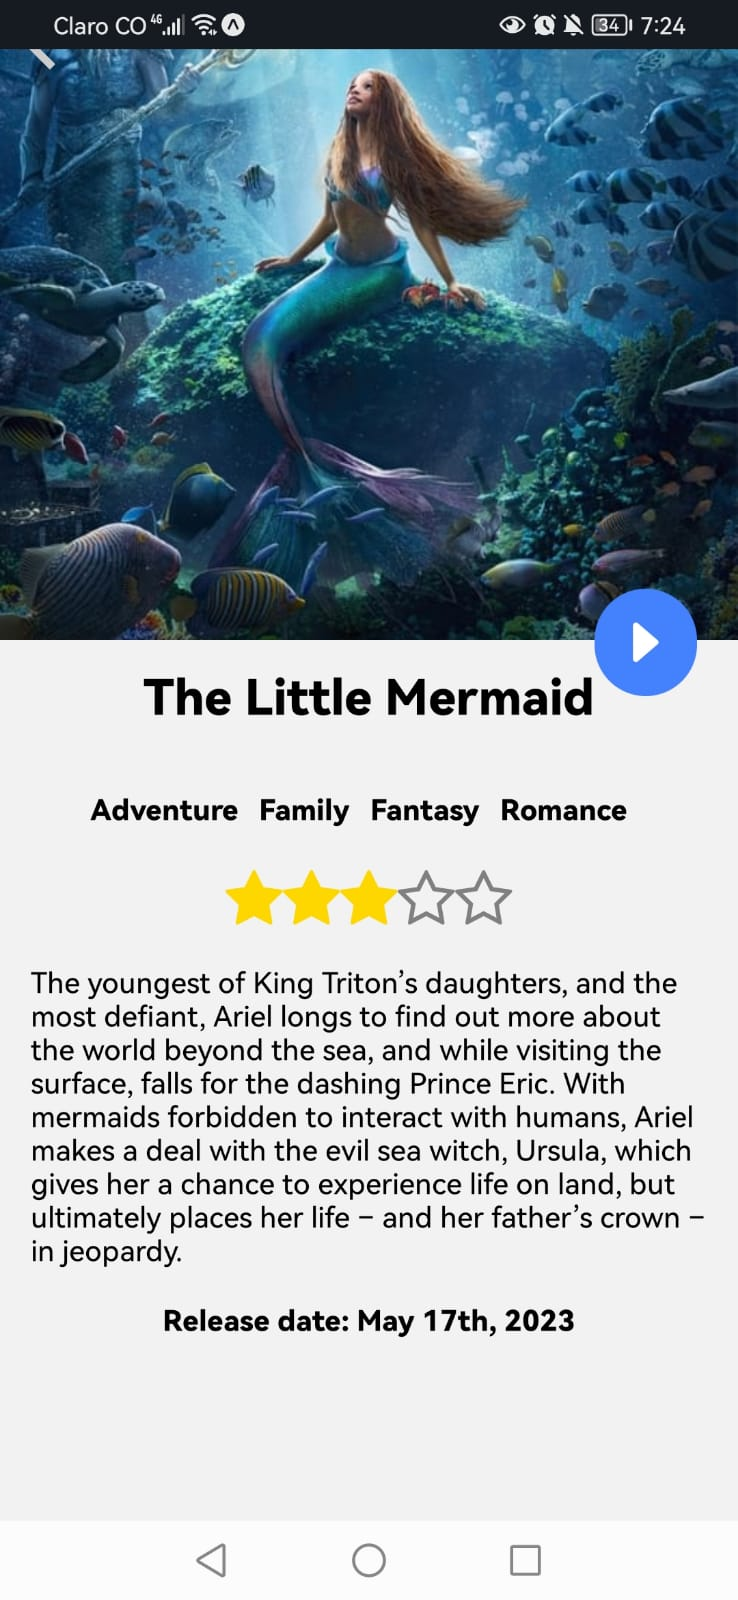 Claro CO 4G 34 7:24
The Little Mermaid
Adventure Family Fantasy Romance
The youngest of King Triton’s daughters, and the
most defiant, Ariel longs to find out more about
the world beyond the sea, and while visiting the
surface, falls for the dashing Prince Eric. With
mermaids forbidden to interact with humans, Ariel
makes a deal with the evil sea witch, Ursula, which
gives her a chance to experience life on land, but
ultimately places her life – and her father’s crown –
in jeopardy.
Release date: May 17th, 2023